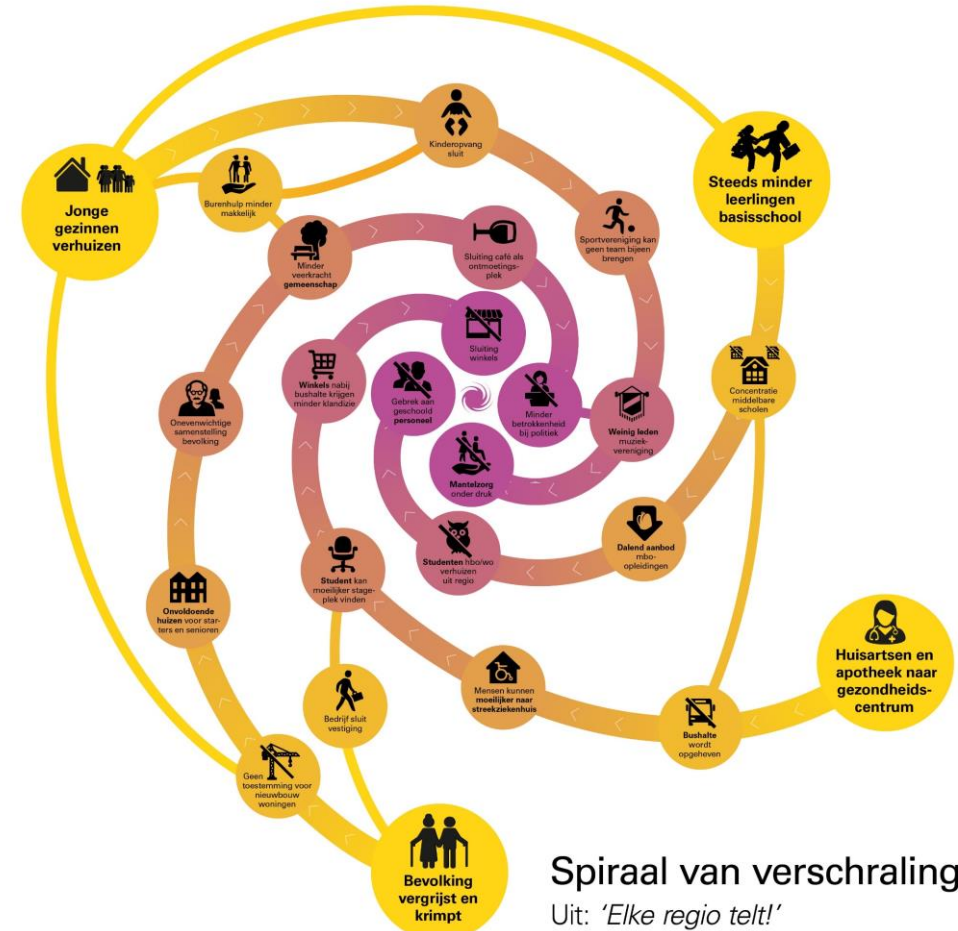 Kinderopvang
sluit
Jonge
gezinnen
verhuizen
Burenhulp minder
makkelijk
Steeds minder
leerlingen
basisschool
Minder
veerkracht
gemeenschap
Sluiting café als
ontmoetings-
plek
Sportvereniging kan
geen team bijeen
brengen
Sluiting
winkels
Winkels nabij
bushalte krijgen
minder klandizie
Gebrek aan
geschoold
personeel
Minder
betrokkenheid
bij politiek
Weinig leden
muziek-
vereniging
Concentratie
middelbare
scholen
Onevenwichtige
samenstelling
bevolking
Mantelzorg
onder druk
Studenten hbo/wo
verhuizen
uit regio
Dalend aanbod
mbo-
opleidingen
Student kan
moeilijker stage-
plek vinden
Onvoldoende
huizen voor star-
ters en senioren
Huisartsen en
apotheek naar
gezondheids-
centrum
Mensen kunnen
moeilijker naar
streekziekenhuis
Bushalte
wordt
opgeheven
Bedrijf sluit
vestiging
Geen
toestemming voor
nieuwbouw
woningen
Bevolking
vergrijst en
krimpt
Spiraal van verschraling
Uit: 'Elke regio telt!'